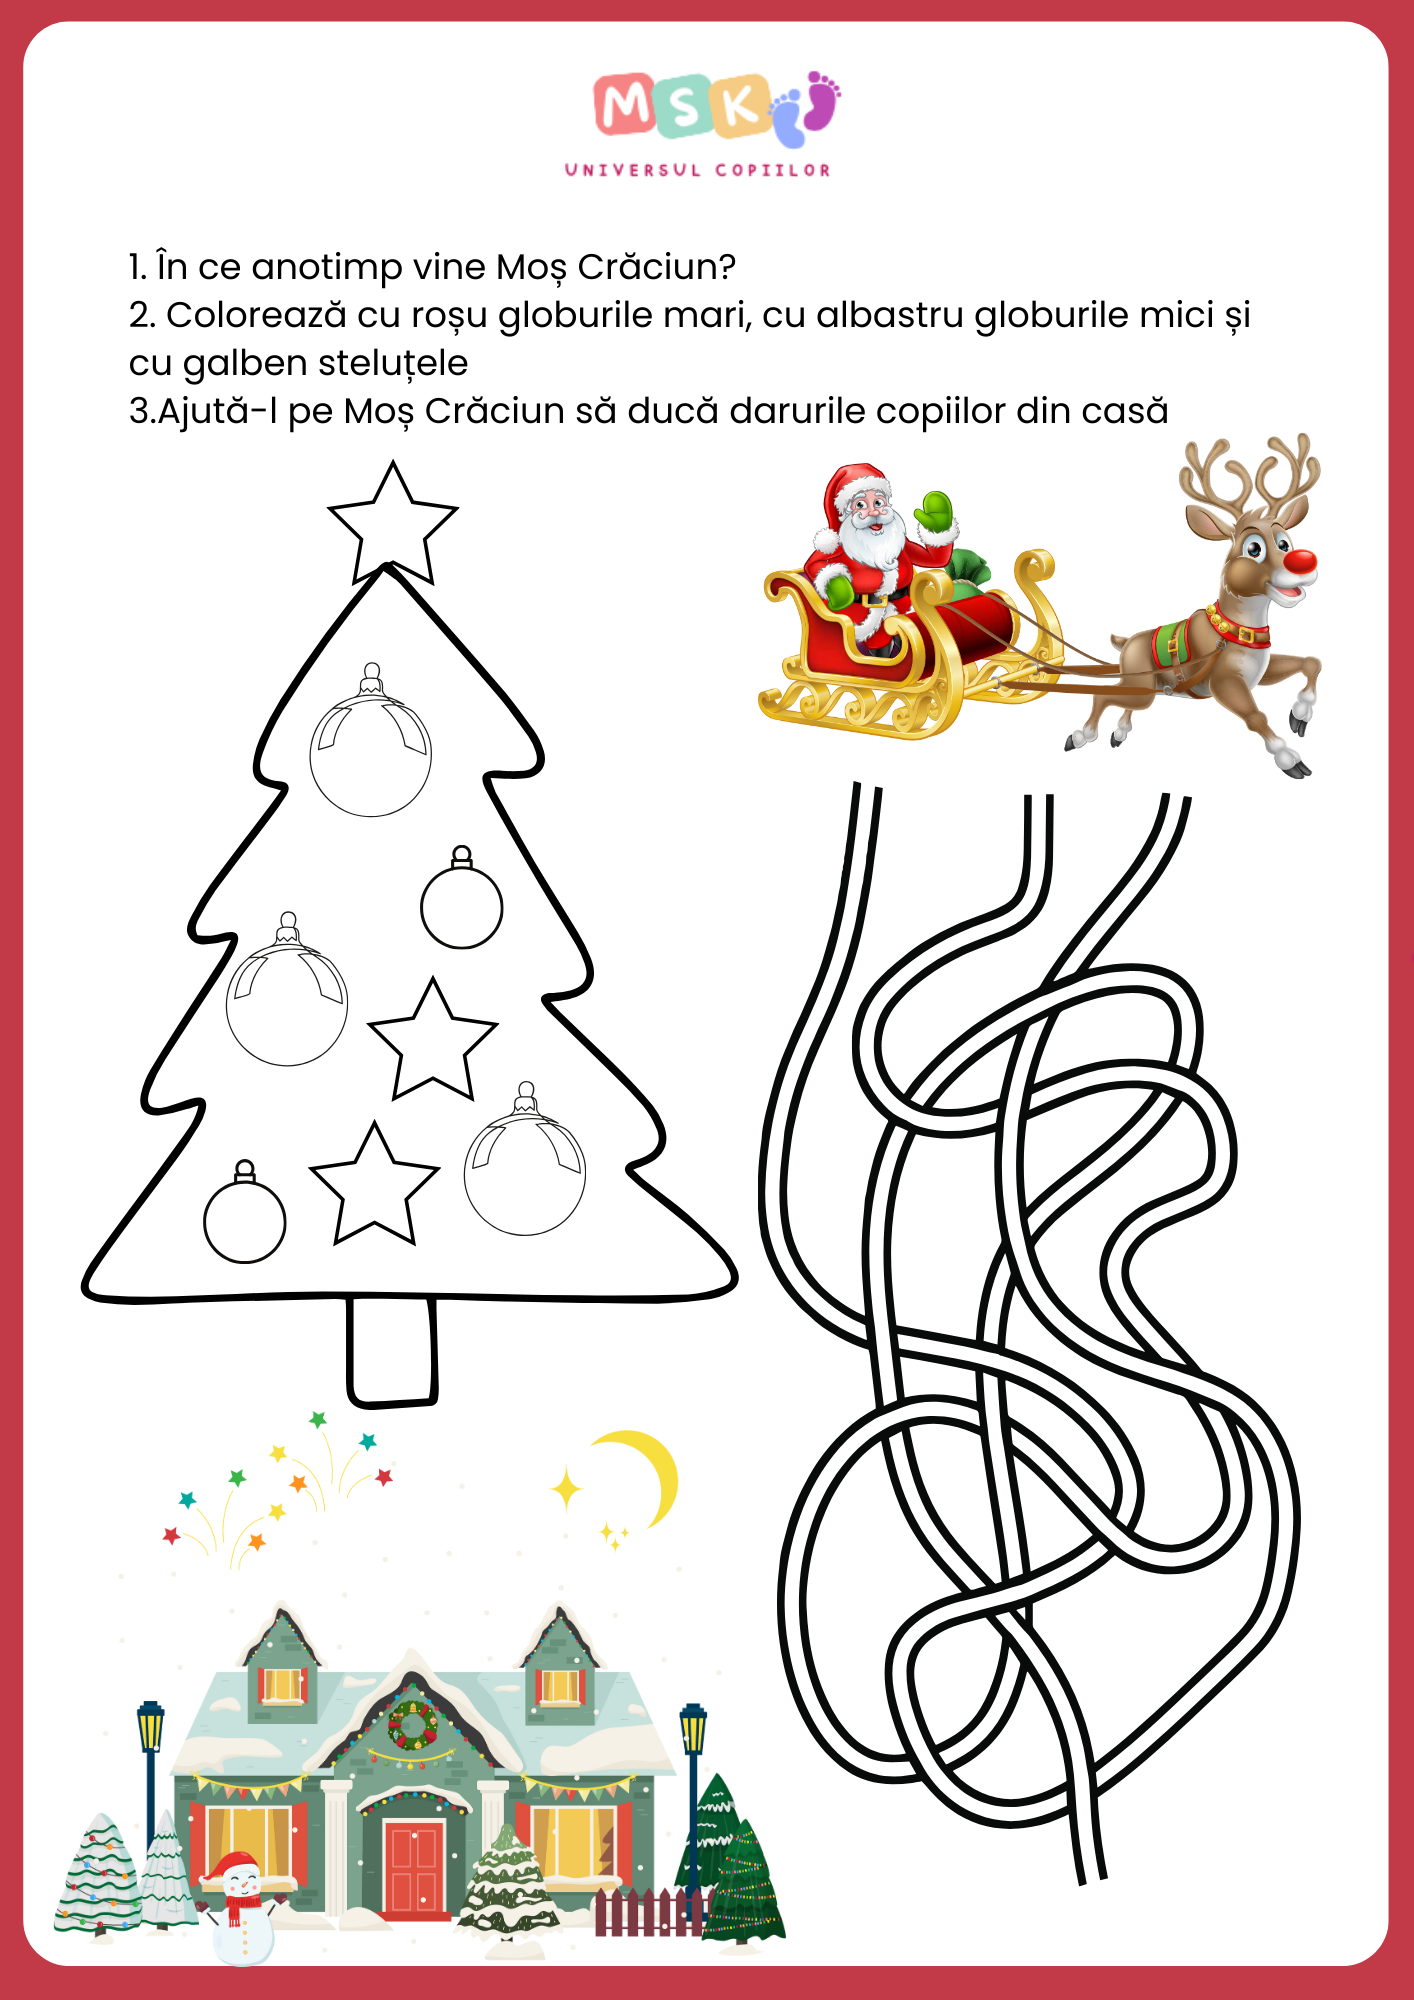 MSK
UNIVERSUL COPIILOR
1. În ce anotimp vine Moș Crăciun?
2. Colorează cu roșu globurile mari, cu albastru globurile mici și
cu galben steluțele
3.Ajută-l pe Moș Crăciun să ducă darurile copiilor din casă